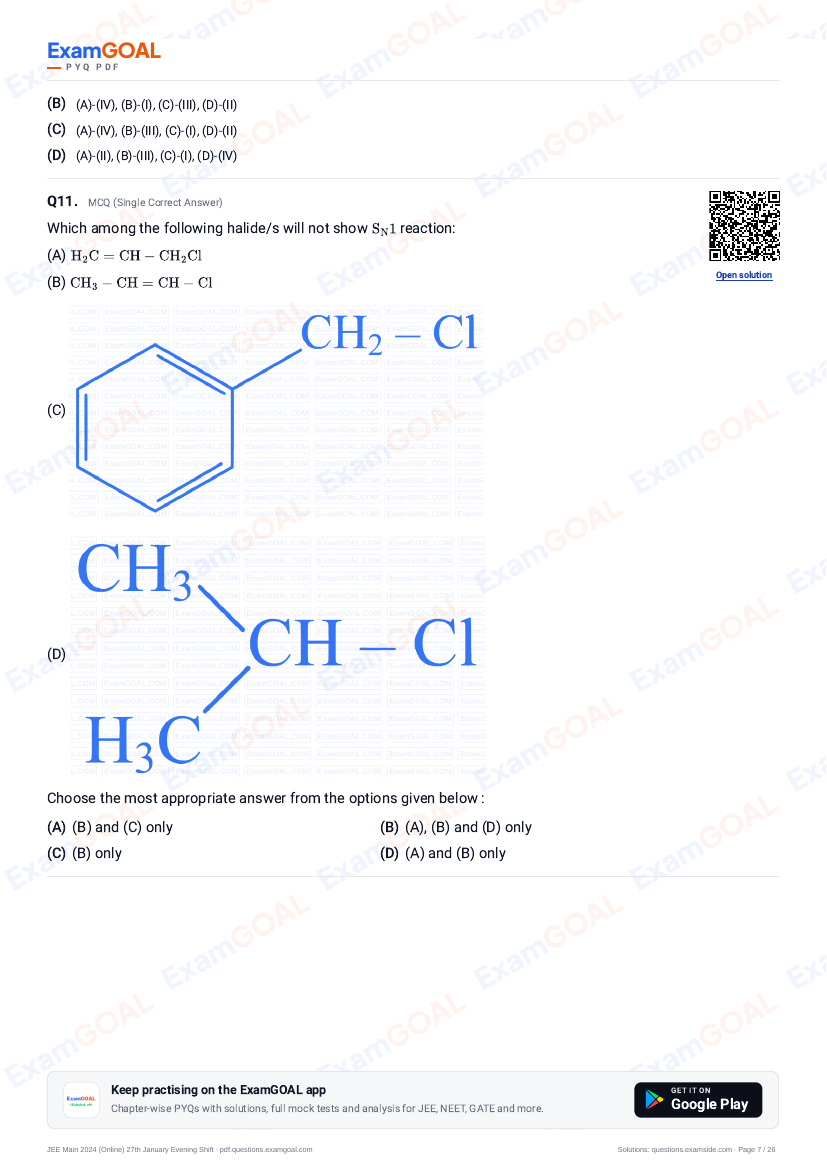 ExamGOAL
PYQ PDF
(B) (A)-(IV), (B)-(I), (C)-(III), (D)-(II)
(C) (A)-(IV), (B)-(III), (C)-(I), (D)-(II)
(D) (A)-(II), (B)-(III), (C)-(I), (D)-(IV)
Q11. MCQ (Single Correct Answer)
Which among the following halide/s will not show S_N1 reaction:
(A) H₂C = CH − CH₂Cl
(B) CH₃ − CH = CH − Cl
Open solution
(C)
CH₂ − Cl
(D)
CH₃
CH − Cl
H₃C
Choose the most appropriate answer from the options given below :
(A) (B) and (C) only
(B) (A), (B) and (D) only
(C) (B) only
(D) (A) and (B) only
Keep practising on the ExamGOAL app
Chapter-wise PYQs with solutions, full mock tests and analysis for JEE, NEET, GATE and more.
GET IT ON
Google Play
JEE Main 2024 (Online) 27th January Evening Shift · pdf.questions.examgoal.com
Solutions: questions.examside.com · Page 7 / 26